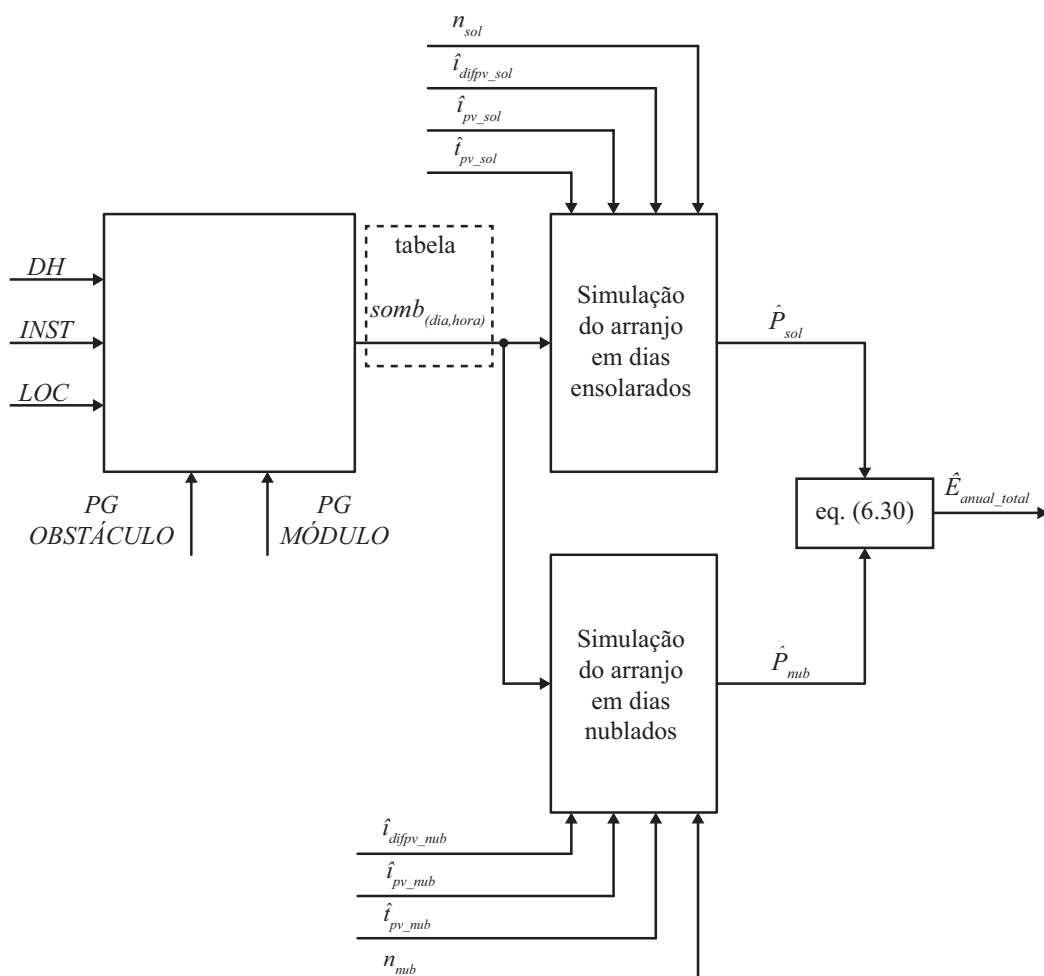 n_sol
î_difpv_sol
î_pv_sol
t̂_pv_sol
tabela
DH
INST
LOC
somb_(dia,hora)
Simulação
do arranjo
em dias
ensolarados
P̂_sol
PG
OBSTÁCULO
PG
MÓDULO
eq. (6.30)
Ê_anual_total
Simulação
do arranjo
em dias
nublados
P̂_nub
î_difpv_nub
î_pv_nub
t̂_pv_nub
n_nub